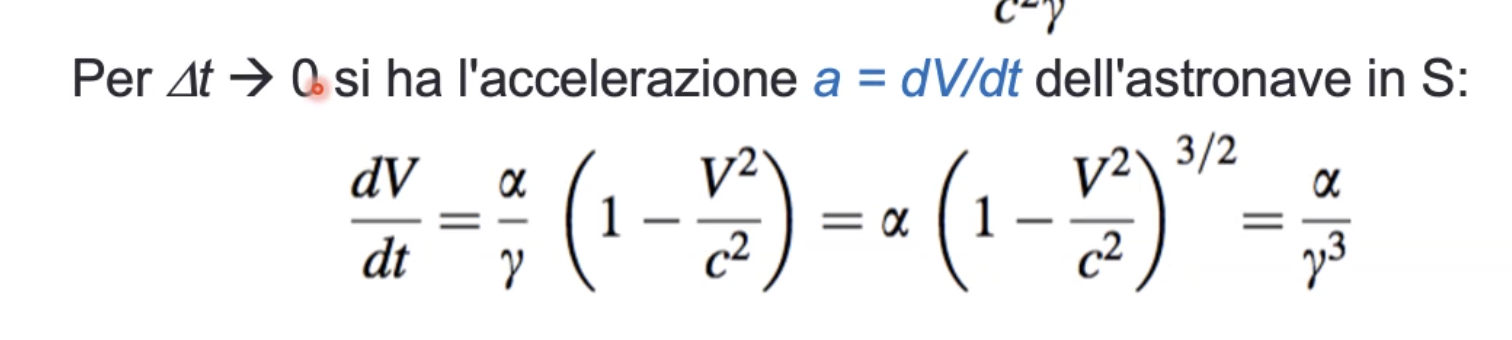 c²γ
Per Δt → 0 si ha l'accelerazione a = dV/dt dell'astronave in S:
dV/dt = α/γ (1 − V²/c²) = α (1 − V²/c²)^3/2 = α/γ³